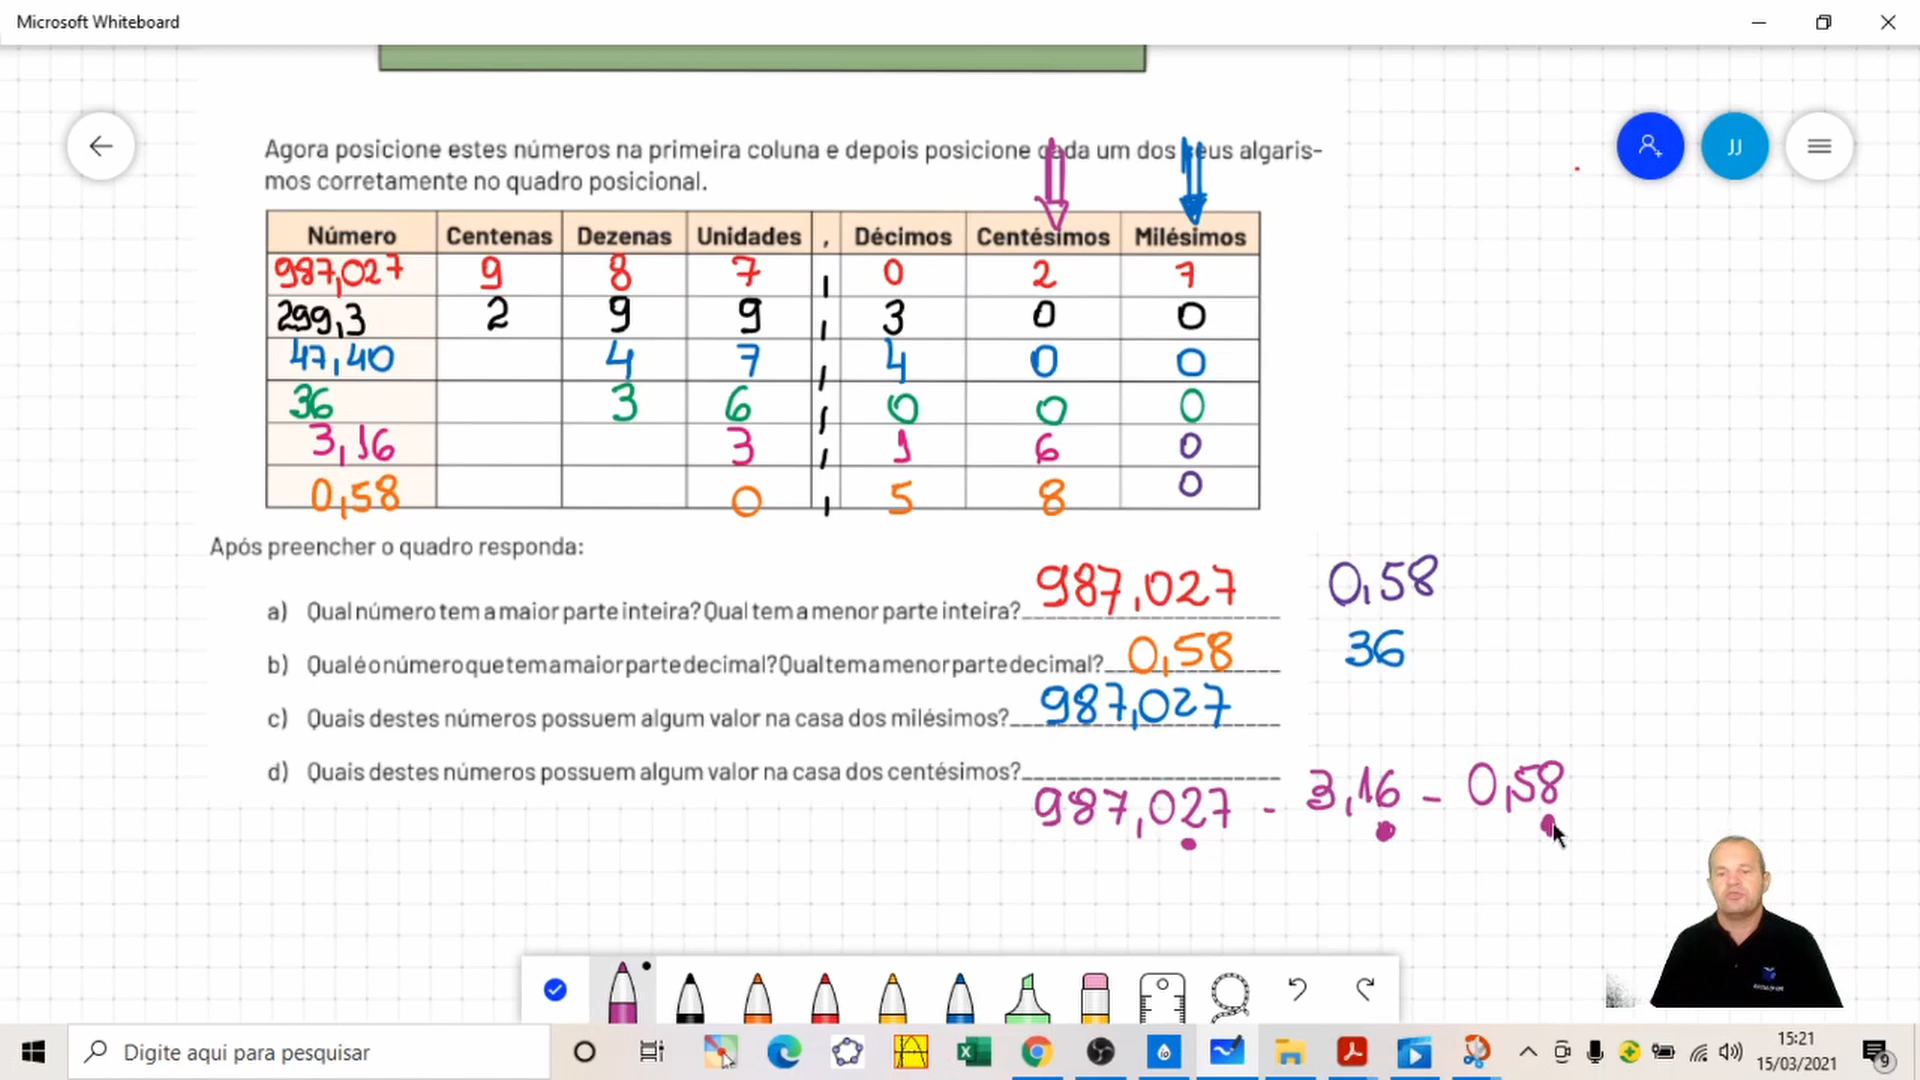 Microsoft Whiteboard
JJ
Agora posicione estes números na primeira coluna e depois posicione cada um dos seus algaris-
mos corretamente no quadro posicional.
Número Centenas Dezenas Unidades , Décimos Centésimos Milésimos
987,027 9 8 7 , 0 2 7
299,3 2 9 9 , 3 0 0
47,40 4 7 , 4 0 0
36 3 6 , 0 0 0
3,16 3 , 1 6 0
0,58 0 , 5 8 0
Após preencher o quadro responda:
a) Qual número tem a maior parte inteira? Qual tem a menor parte inteira? 987,027 0,58
b) Qual é o número que tem a maior parte decimal? Qual tem a menor parte decimal? 0,58 36
c) Quais destes números possuem algum valor na casa dos milésimos? 987,027
d) Quais destes números possuem algum valor na casa dos centésimos?
987,027 - 3,16 - 0,58
Digite aqui para pesquisar
15:21
15/03/2021
9